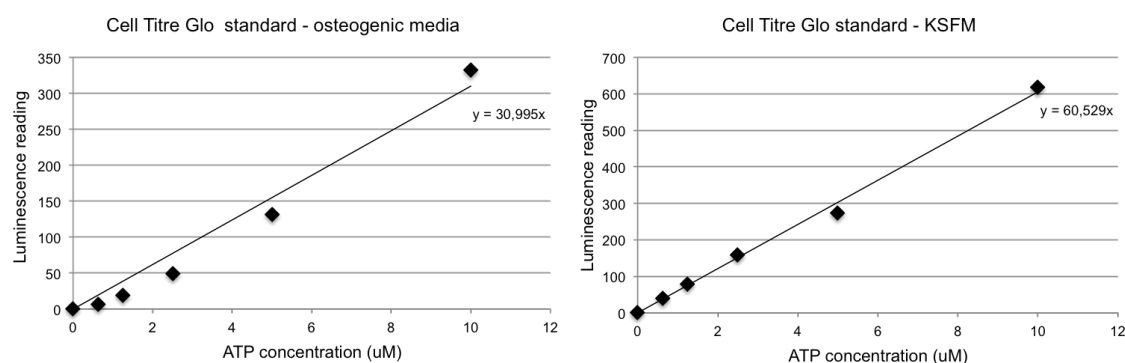 Cell Titre Glo  standard - osteogenic media
350
300
250
200
150
100
50
0
Luminescence reading
y = 30,995x
0 2 4 6 8 10 12
ATP concentration (uM)
Cell Titre Glo standard - KSFM
700
600
500
400
300
200
100
0
Luminescence reading
y = 60,529x
0 2 4 6 8 10 12
ATP concentration (uM)